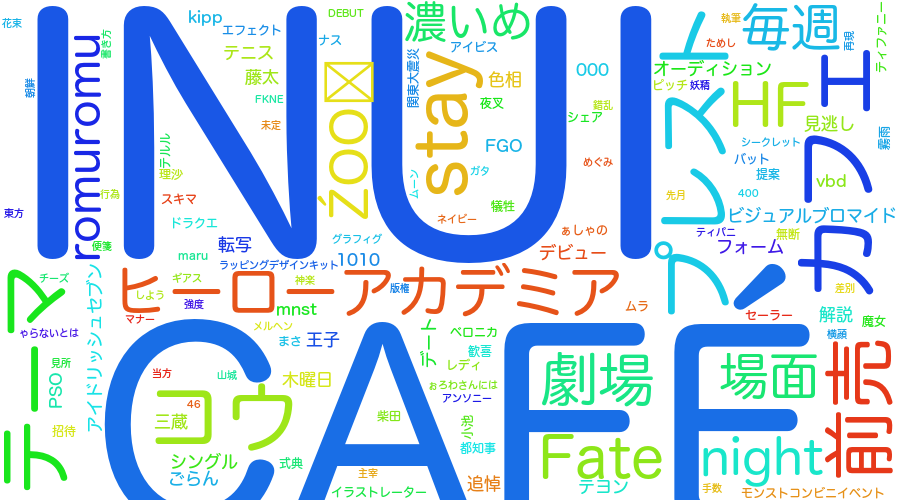 INUI
CAFE
´
romuromu
zoo
stay
濃いめ
毎週
HF
カフェ
プレスト
ヒーローアカデミア
テーマ
コウ
劇場
場面
Fate
night
前売
花束
朝鮮
書き方
kipp
エフェクト
テニス
藤太
FKNE
未定
DEBUT
ナス
関東大震災
アイビス
色相
夜叉
FGO
ガタ
ムーン
ネイビー
犠牲
000
錯乱
シェア
めぐみ
ぁしゃの
デビュー
オーディション
ピッチ
妖精
ためし
執筆
再現
ティファニー
霧雨
見逃し
シークレット
バット
提案
vbd
先月
400
ビジュアルブロマイド
ティパニ
無断
フォーム
差別
東方
便箋
行為
テルル
理沙
スキマ
ドラクエ
転写
maru
グラフィグ
ラッピングデザインキット
1010
チーズ
ギアス
神楽
しよう
強度
mnst
マナー
版権
ムラ
セーラー
解説
魔女
横顔
ゃらないとは
見所
PSO
招待
アイドリッシュセブン
メルヘン
まさ
王子
デート
ベロニカ
歓喜
レディ
当方
山城
木曜日
46
三蔵
ょろわさんには
アンソニー
柴田
小池
都知事
シングル
ごらん
式典
主宰
イラストレーター
追悼
テヨン
手数
モンストコンビニイベント